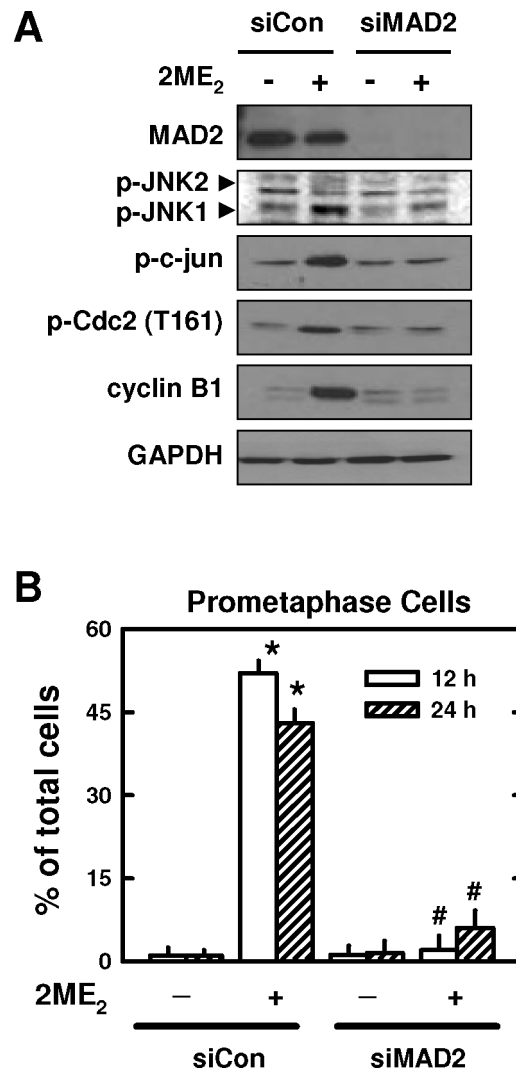 A
siCon siMAD2
2ME2 - + - +
MAD2
p-JNK2
p-JNK1
p-c-jun
p-Cdc2 (T161)
cyclin B1
GAPDH
B
Prometaphase Cells
60
45
30
15
0
% of total cells
12 h
24 h
*
*
#
#
2ME2 – + – +
siCon siMAD2